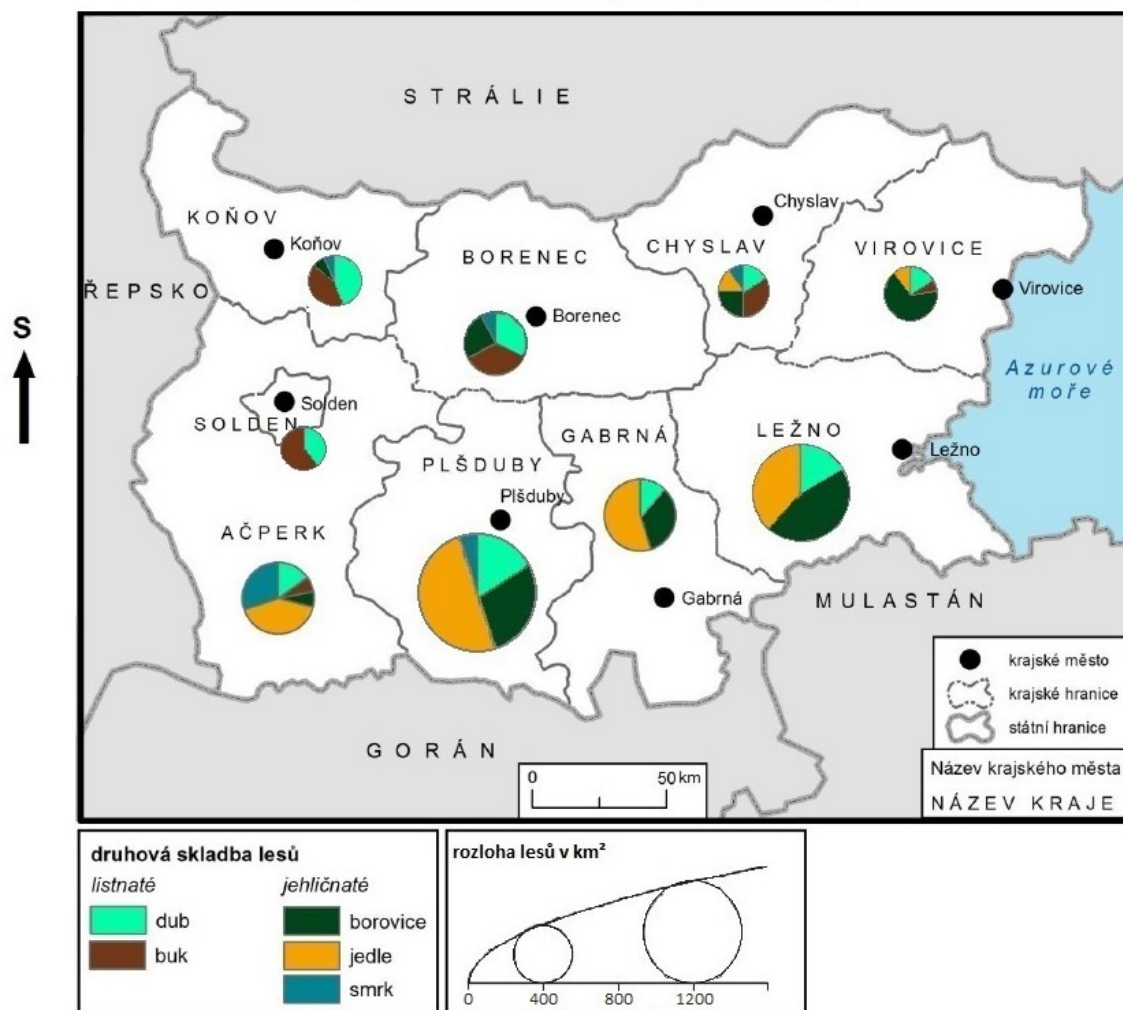 STRÁLIE
Chyslav
KOŇOV
Koňov
CHYSLAV
VIROVICE
BORENEC
ŘEPSKO
Virovice
Borenec
S
Azurové
moře
Solden
SOLDEN
GABRNÁ
LEŽNO
Ležno
PLŠDUBY
Plšduby
AČPERK
Gabrná
MULASTÁN
krajské město
krajské hranice
státní hranice
GORÁN
0 50 km
Název krajského města
NÁZEV KRAJE
druhová skladba lesů
listnaté jehličnaté
dub borovice
buk jedle
smrk
rozloha lesů v km²
0 400 800 1200